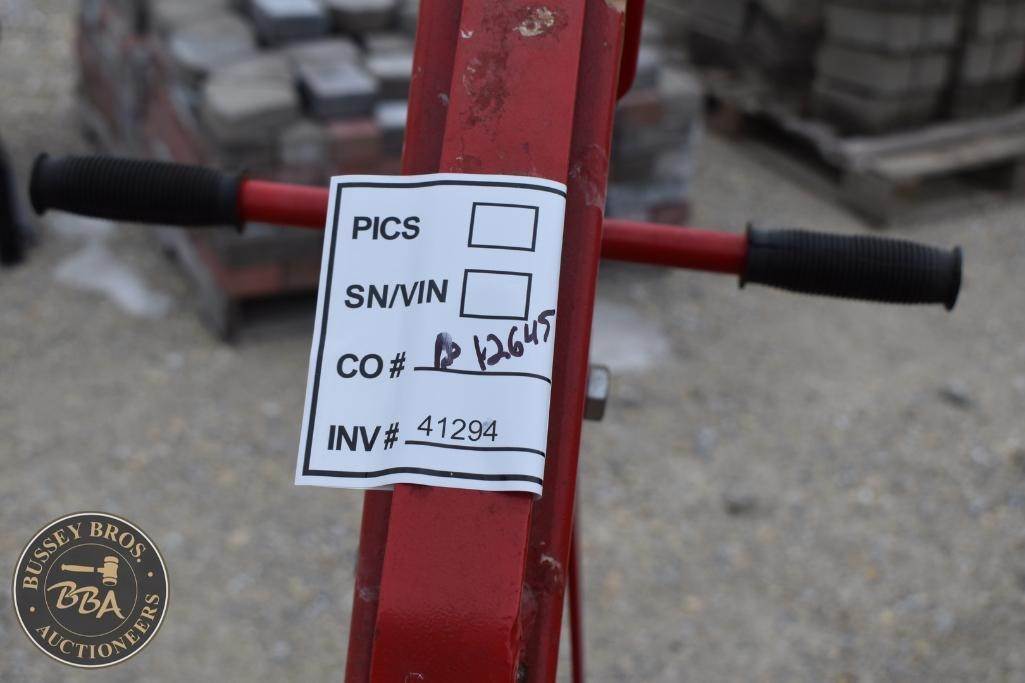 PICS
SN/VIN
CO # 12645
INV # 41294
BUSSEY BROS.
BBA
AUCTIONEERS